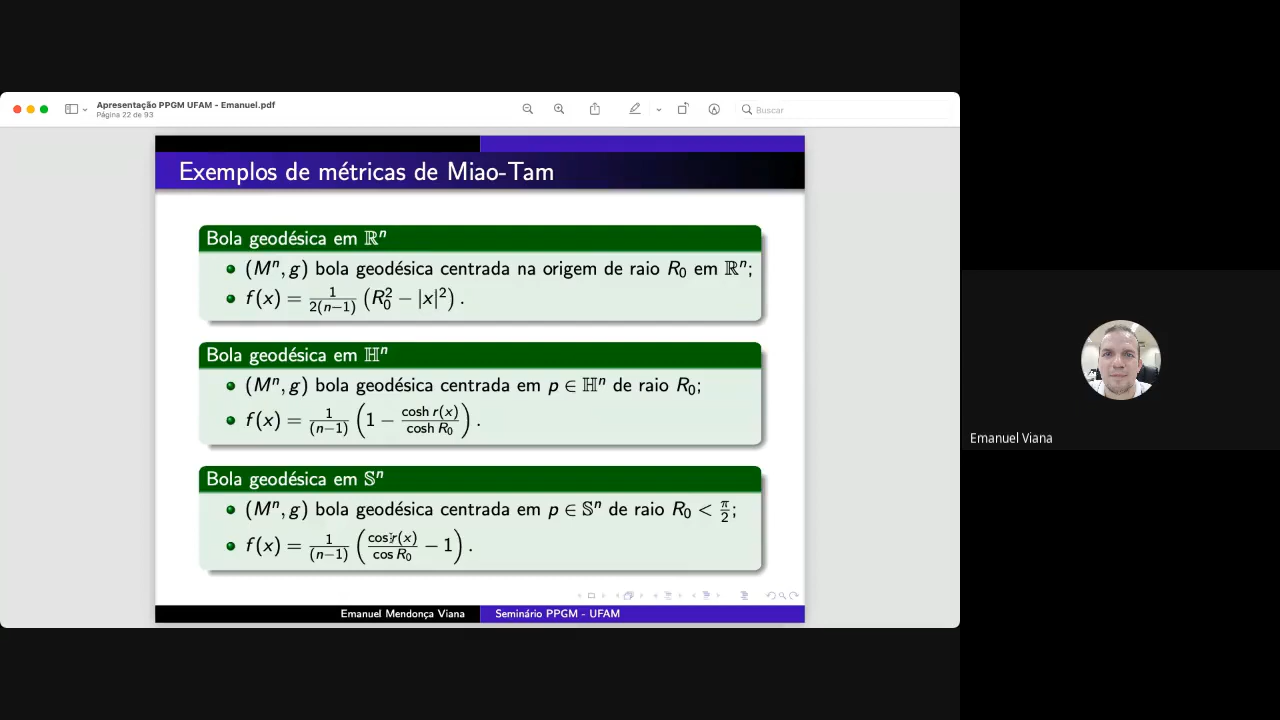 Apresentação PPGM UFAM - Emanuel.pdf
Página 22 de 93
Buscar
Exemplos de métricas de Miao-Tam
Bola geodésica em ℝⁿ
(Mⁿ, g) bola geodésica centrada na origem de raio R₀ em ℝⁿ;
f(x) = 1/2(n−1) (R₀² − |x|²).
Bola geodésica em ℍⁿ
(Mⁿ, g) bola geodésica centrada em p ∈ ℍⁿ de raio R₀;
f(x) = 1/(n−1) (1 − cosh r(x)/cosh R₀).
Bola geodésica em 𝕊ⁿ
(Mⁿ, g) bola geodésica centrada em p ∈ 𝕊ⁿ de raio R₀ < π/2;
f(x) = 1/(n−1) (cos r(x)/cos R₀ − 1).
Emanuel Mendonça Viana
Seminário PPGM - UFAM
Emanuel Viana